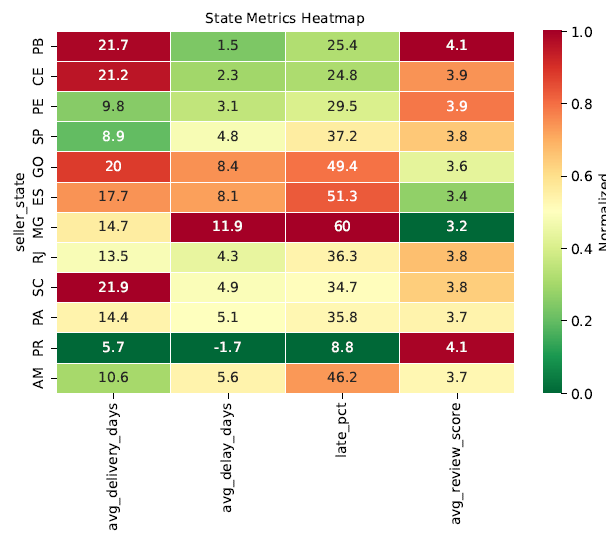 State Metrics Heatmap
seller_state
PB 21.7 1.5 25.4 4.1
CE 21.2 2.3 24.8 3.9
PE 9.8 3.1 29.5 3.9
SP 8.9 4.8 37.2 3.8
GO 20 8.4 49.4 3.6
ES 17.7 8.1 51.3 3.4
MG 14.7 11.9 60 3.2
RJ 13.5 4.3 36.3 3.8
SC 21.9 4.9 34.7 3.8
PA 14.4 5.1 35.8 3.7
PR 5.7 -1.7 8.8 4.1
AM 10.6 5.6 46.2 3.7
avg_delivery_days
avg_delay_days
late_pct
avg_review_score
1.0
0.8
0.6
0.4
0.2
0.0
Normalized